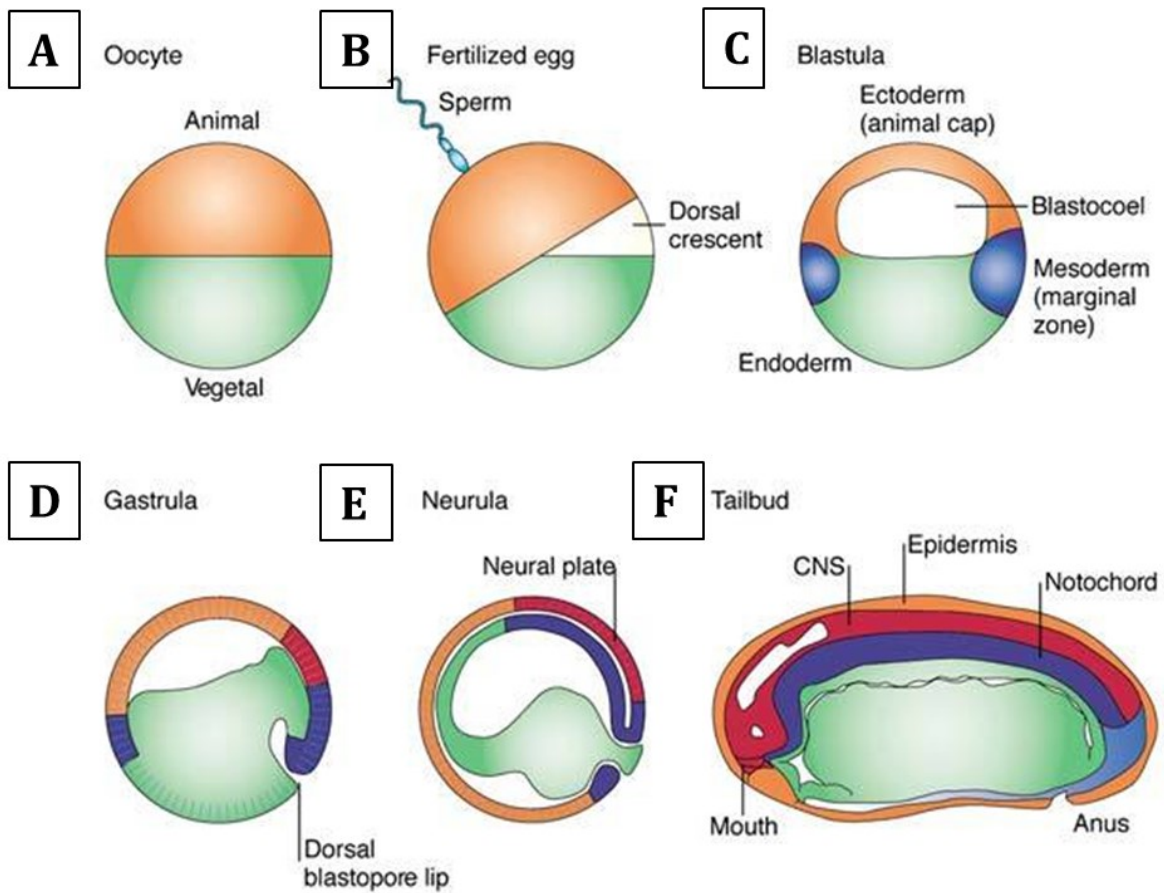 A
Oocyte
Animal
Vegetal
B
Fertilized egg
Sperm
Dorsal
crescent
C
Blastula
Ectoderm
(animal cap)
Blastocoel
Mesoderm
(marginal
zone)
Endoderm
D
Gastrula
Dorsal
blastopore lip
E
Neurula
Neural plate
F
Tailbud
Epidermis
CNS
Notochord
Mouth
Anus